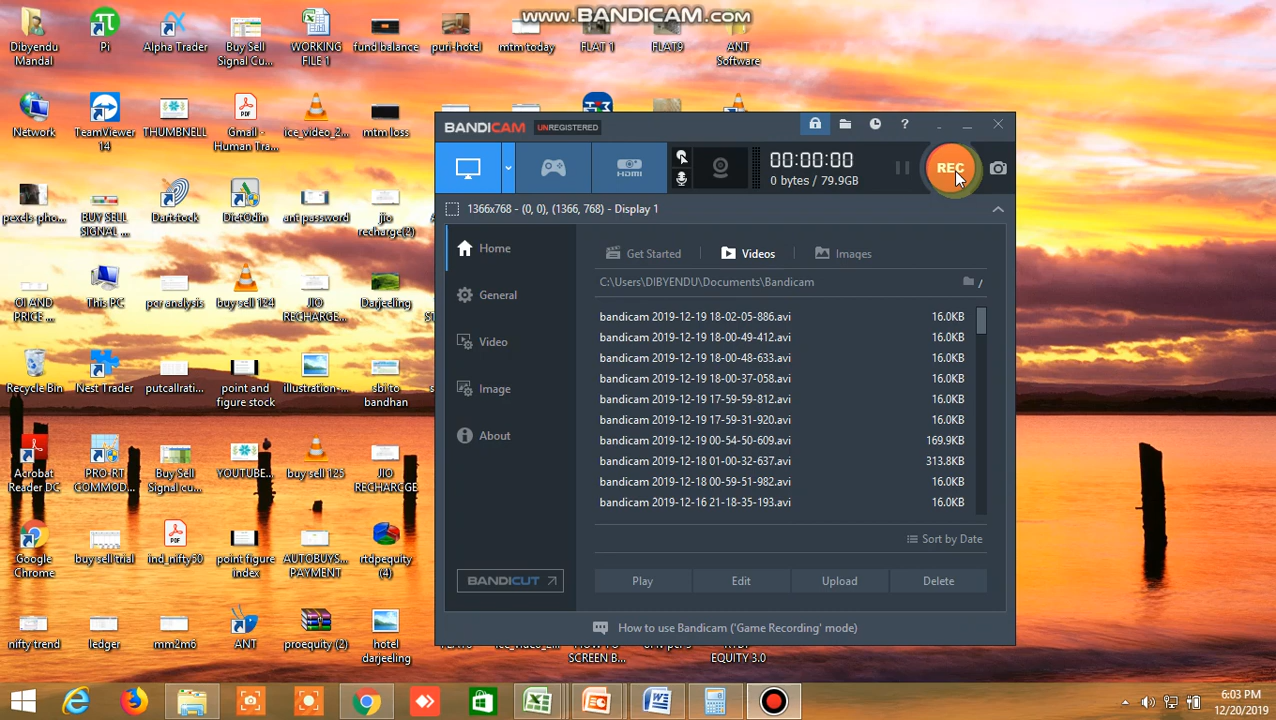 www.BANDICAM.com
Dibyendu
Mandal
Pi
Alpha Trader
Buy Sell
Signal Cu...
WORKING
FILE 1
fund balance
puri-hotel
mtm today
FLAT 1
FLAT9
ANT
Software
Network
TeamViewer
14
THUMBNELL
Gmail -
Human Tra...
ice_video_2...
mtm loss
pexels-pho...
BUY SELL
SIGNAL ...
Dart-stock
DietOdin
ant password
jio
recharge(2)
OI AND
PRICE ...
This PC
pcr analysis
buy sell 124
JIO
RECHARGE...
Darjeeling
Recycle Bin
Nest Trader
putcallrati...
point and
figure stock
illustration-...
sbi to
bandhan
Acrobat
Reader DC
PRO-RT
COMMOD...
Buy Sell
Signal cu...
YOUTUBE...
buy sell 125
JIO
RECHARGE
Google
Chrome
buy sell trial
ind_nifty50
point figure
index
AUTOBUYS...
PAYMENT
rtdpequity
(4)
nifty trend
ledger
mm2mo
ANT
proequity (2)
hotel
darjeeling
SCREEN B...
EQUITY 3.0
BANDICAM UNREGISTERED
HDMI
00:00:00
0 bytes / 79.9GB
REC
1366x768 - (0, 0), (1366, 768) - Display 1
Home
General
Video
Image
About
BANDICUT
Get Started
Videos
Images
C:\Users\DIBYENDU\Documents\Bandicam
/
bandicam 2019-12-19 18-02-05-886.avi 16.0KB
bandicam 2019-12-19 18-00-49-412.avi 16.0KB
bandicam 2019-12-19 18-00-48-633.avi 16.0KB
bandicam 2019-12-19 18-00-37-058.avi 16.0KB
bandicam 2019-12-19 17-59-59-812.avi 16.0KB
bandicam 2019-12-19 17-59-31-920.avi 16.0KB
bandicam 2019-12-19 00-54-50-609.avi 169.9KB
bandicam 2019-12-18 01-00-32-637.avi 313.8KB
bandicam 2019-12-18 00-59-51-982.avi 16.0KB
bandicam 2019-12-16 21-18-35-193.avi 16.0KB
Sort by Date
Play
Edit
Upload
Delete
How to use Bandicam ('Game Recording' mode)
6:03 PM
12/20/2019